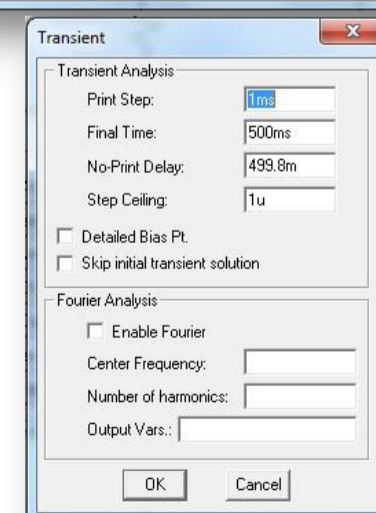 Transient
Transient Analysis
Print Step: 1ms
Final Time: 500ms
No-Print Delay: 499.8m
Step Ceiling: 1u
Detailed Bias Pt.
Skip initial transient solution
Fourier Analysis
Enable Fourier
Center Frequency:
Number of harmonics:
Output Vars.:
OK Cancel